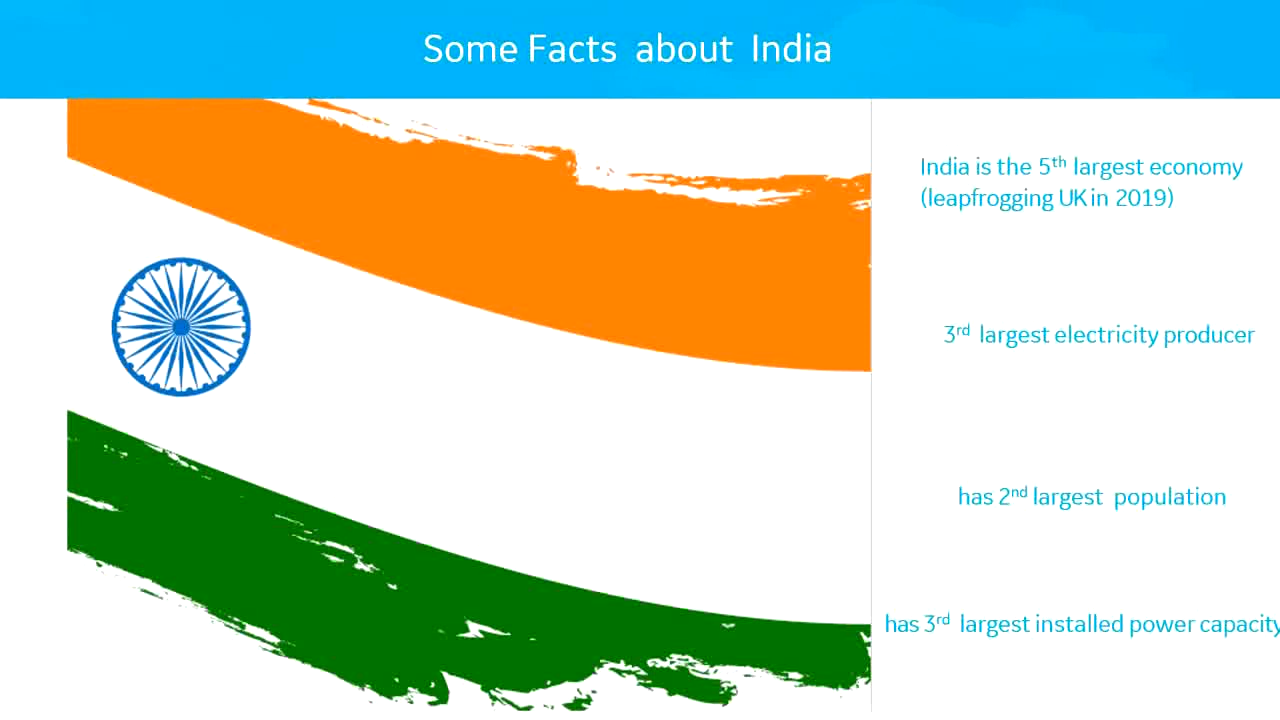 Some Facts about India
India is the 5th largest economy
(leapfrogging UK in 2019)
3rd largest electricity producer
has 2nd largest population
has 3rd largest installed power capacity